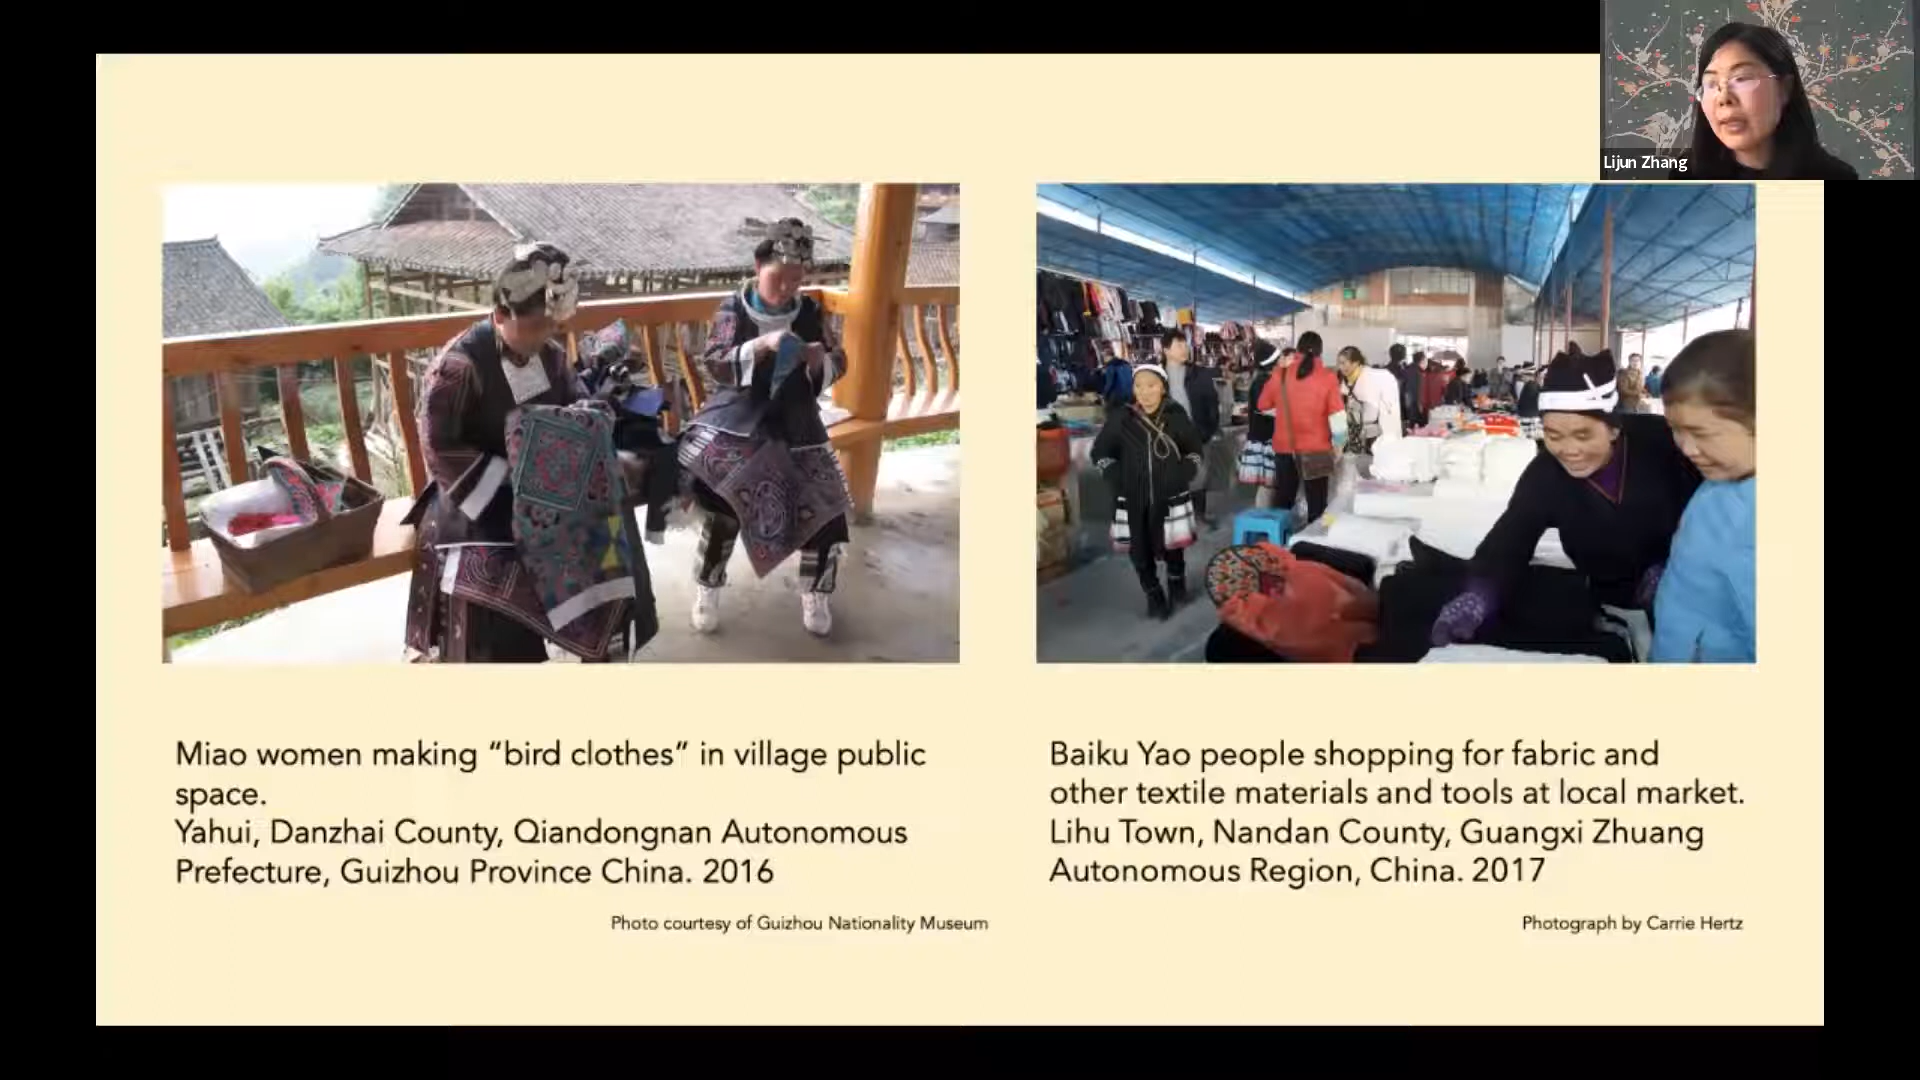 Lijun Zhang
Miao women making “bird clothes” in village public
space.
Yahui, Danzhai County, Qiandongnan Autonomous
Prefecture, Guizhou Province China. 2016
Photo courtesy of Guizhou Nationality Museum
Baiku Yao people shopping for fabric and
other textile materials and tools at local market.
Lihu Town, Nandan County, Guangxi Zhuang
Autonomous Region, China. 2017
Photograph by Carrie Hertz